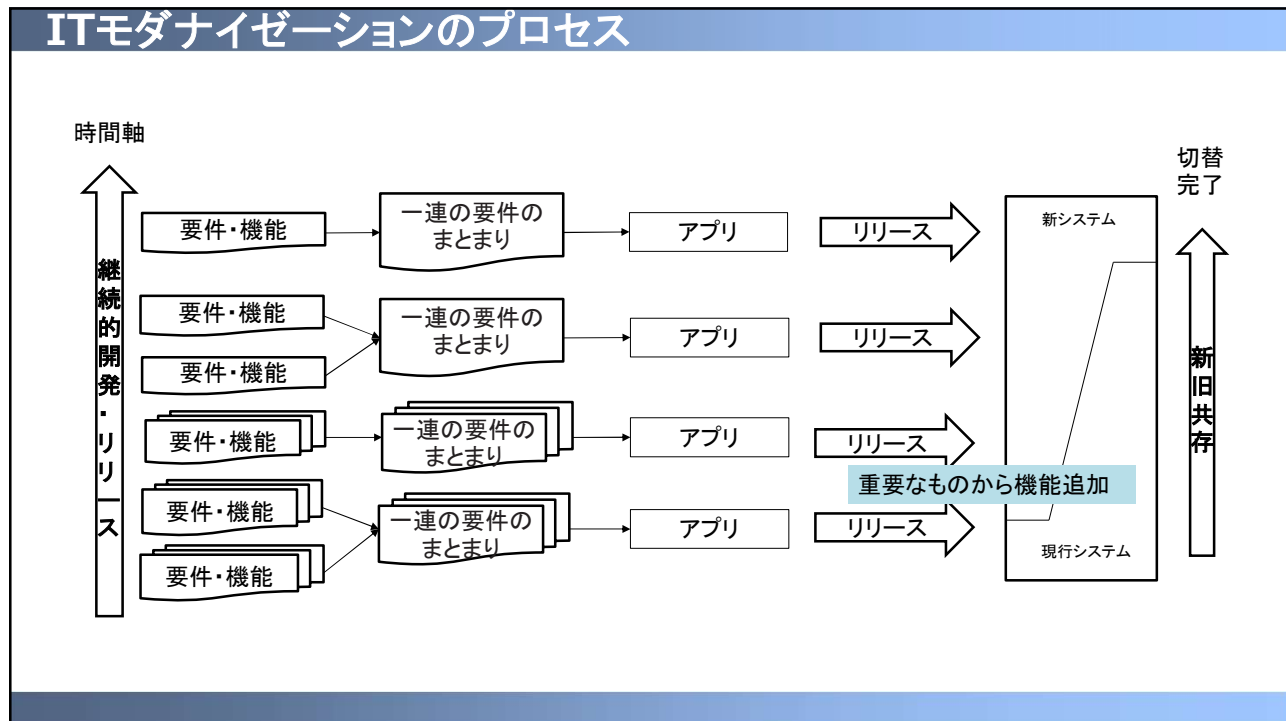 ITモダナイゼーションのプロセス
時間軸
切替
完了
継続的開発・リリース
要件・機能
一連の要件の
まとまり
アプリ
リリース
新システム
要件・機能
要件・機能
一連の要件の
まとまり
アプリ
リリース
新旧共存
要件・機能
一連の要件の
まとまり
アプリ
リリース
重要なものから機能追加
要件・機能
要件・機能
一連の要件の
まとまり
アプリ
リリース
現行システム